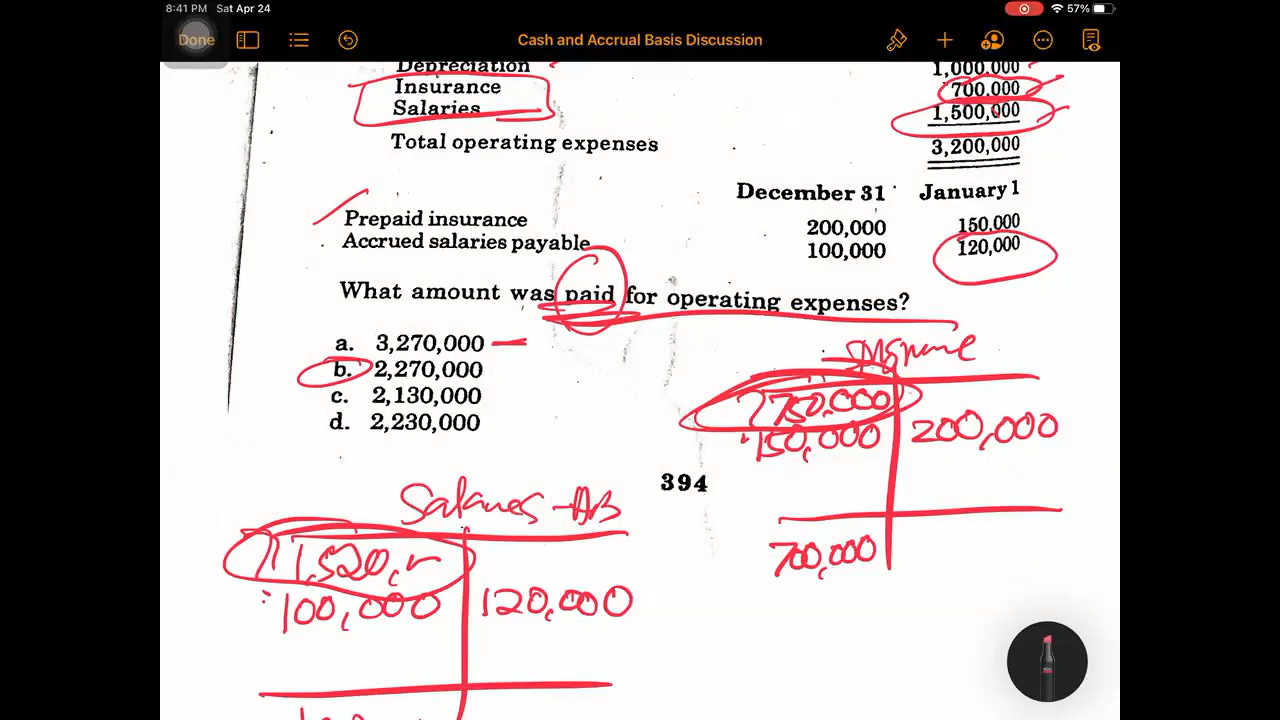 8:41 PM Sat Apr 24
57%
Done
Cash and Accrual Basis Discussion
Depreciation 1,000,000
Insurance 700.000
Salaries 1,500,000
Total operating expenses 3,200,000
December 31 January 1
Prepaid insurance 200,000 150,000
Accrued salaries payable 100,000 120,000
What amount was paid for operating expenses?
a. 3,270,000
b. 2,270,000
c. 2,130,000
d. 2,230,000
750,000
150,000 200,000
700,000
394
Salaries - AB
1,520,
100,000 120,000